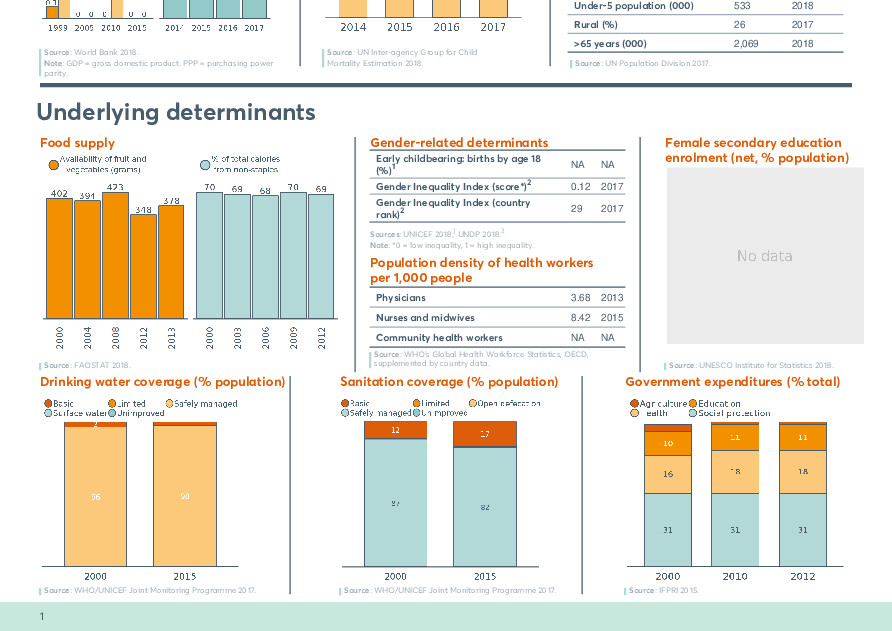 0.1
0 0 0 0
1999 2005 2010 2015
2014 2015 2016 2017
Source: World Bank 2018.
Note: GDP = gross domestic product. PPP = purchasing power
parity.
2014 2015 2016 2017
Source: UN Inter-agency Group for Child
Mortality Estimation 2018.
Under-5 population (000) 533 2018
Rural (%) 26 2017
>65 years (000) 2,069 2018
Source: UN Population Division 2017.
Underlying determinants
Food supply
Availability of fruit and
vegetables (grams)
% of total calories
from non-staples
402 394 423 348 378
70 69 68 70 69
2000 2004 2008 2012 2013
2000 2003 2006 2009 2012
Source: FAOSTAT 2018.
Gender-related determinants
Early childbearing: births by age 18
(%)1 NA NA
Gender Inequality Index (score*)2 0.12 2017
Gender Inequality Index (country
rank)2 29 2017
Sources: UNICEF 2018,1 UNDP 2018.2
Note: *0 = low inequality, 1 = high inequality.
Population density of health workers
per 1,000 people
Physicians 3.68 2013
Nurses and midwives 8.42 2015
Community health workers NA NA
Source: WHO's Global Health Workforce Statistics, OECD,
supplemented by country data.
Female secondary education
enrolment (net, % population)
No data
Source: UNESCO Institute for Statistics 2018.
Drinking water coverage (% population)
Basic Limited Safely managed
Surface water Unimproved
96 98
2000 2015
Source: WHO/UNICEF Joint Monitoring Programme 2017.
Sanitation coverage (% population)
Basic Limited Open defecation
Safely managed Unimproved
12 17
87 82
2000 2015
Source: WHO/UNICEF Joint Monitoring Programme 2017.
Government expenditures (% total)
Agriculture Education
Health Social protection
10 11 11
16 18 18
31 31 31
2000 2010 2012
Source: IFPRI 2015.
1